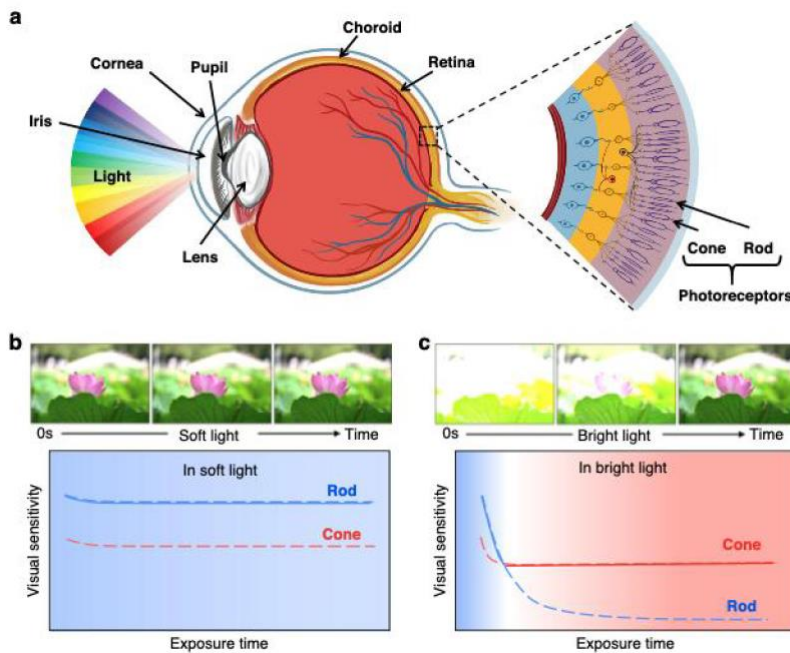 a
Choroid
Cornea
Pupil
Retina
Iris
Light
Lens
Cone Rod
Photoreceptors
b
0s Soft light Time
In soft light
Rod
Cone
Visual sensitivity
Exposure time
c
0s Bright light Time
In bright light
Cone
Rod
Visual sensitivity
Exposure time